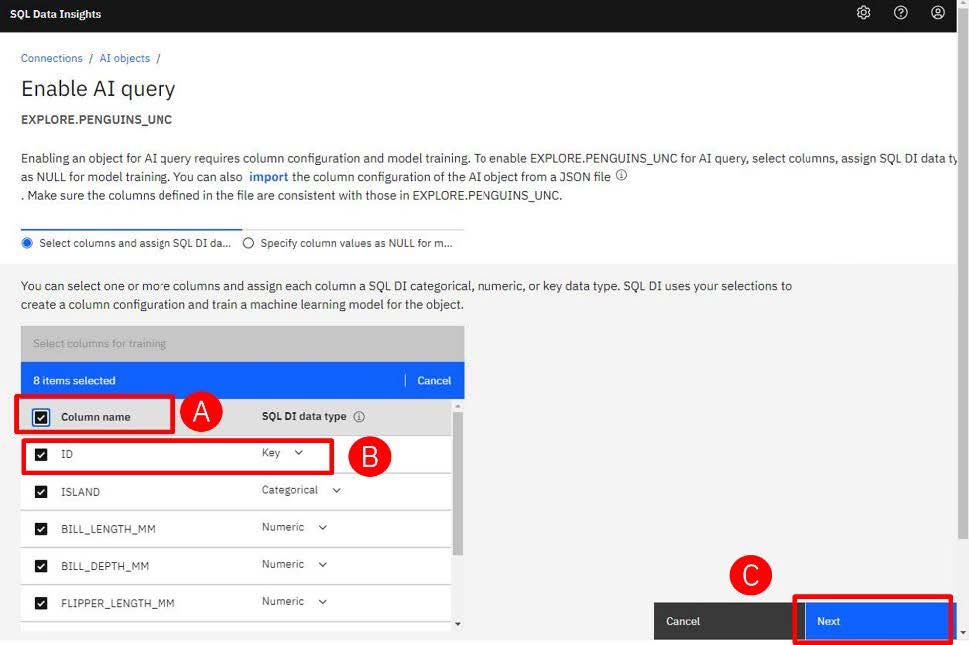 SQL Data Insights
Connections / AI objects /
Enable AI query
EXPLORE.PENGUINS_UNC
Enabling an object for AI query requires column configuration and model training. To enable EXPLORE.PENGUINS_UNC for AI query, select columns, assign SQL DI data ty
as NULL for model training. You can also import the column configuration of the AI object from a JSON file
. Make sure the columns defined in the file are consistent with those in EXPLORE.PENGUINS_UNC.
Select columns and assign SQL DI da... Specify column values as NULL for m...
You can select one or more columns and assign each column a SQL DI categorical, numeric, or key data type. SQL DI uses your selections to
create a column configuration and train a machine learning model for the object.
Select columns for training
8 items selected | Cancel
Column name A SQL DI data type
ID Key B
ISLAND Categorical
BILL_LENGTH_MM Numeric
BILL_DEPTH_MM Numeric
FLIPPER_LENGTH_MM Numeric
C
Cancel Next